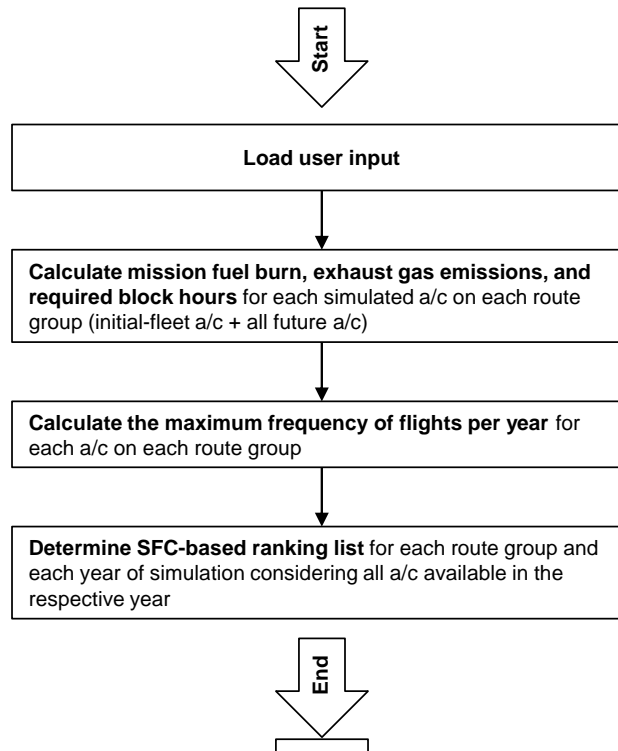 Start
Load user input
Calculate mission fuel burn, exhaust gas emissions, and
required block hours for each simulated a/c on each route
group (initial-fleet a/c + all future a/c)
Calculate the maximum frequency of flights per year for
each a/c on each route group
Determine SFC-based ranking list for each route group and
each year of simulation considering all a/c available in the
respective year
End